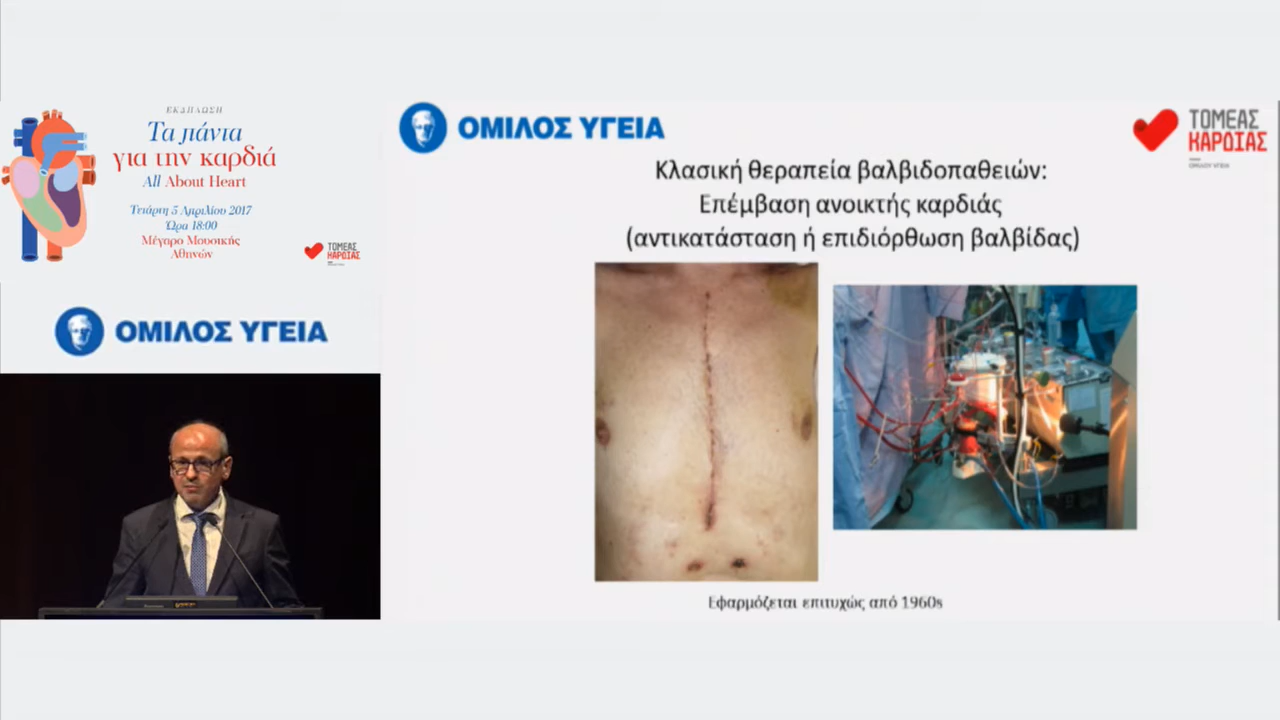 ΕΚΔΗΛΩΣΗ
Τα πάντα
για την καρδιά
All About Heart
Τετάρτη 5 Απριλίου 2017
Ώρα 18:00
Μέγαρο Μουσικής
Αθηνών
ΤΟΜΕΑΣ
ΚΑΡΔΙΑΣ
ΟΜΙΛΟΣ ΥΓΕΙΑ
ΟΜΙΛΟΣ ΥΓΕΙΑ
ΤΟΜΕΑΣ
ΚΑΡΔΙΑΣ
ΟΜΙΛΟΥ ΥΓΕΙΑ
Κλασική θεραπεία βαλβιδοπαθειών:
Επέμβαση ανοικτής καρδιάς
(αντικατάσταση ή επιδιόρθωση βαλβίδας)
Εφαρμόζεται επιτυχώς από 1960s